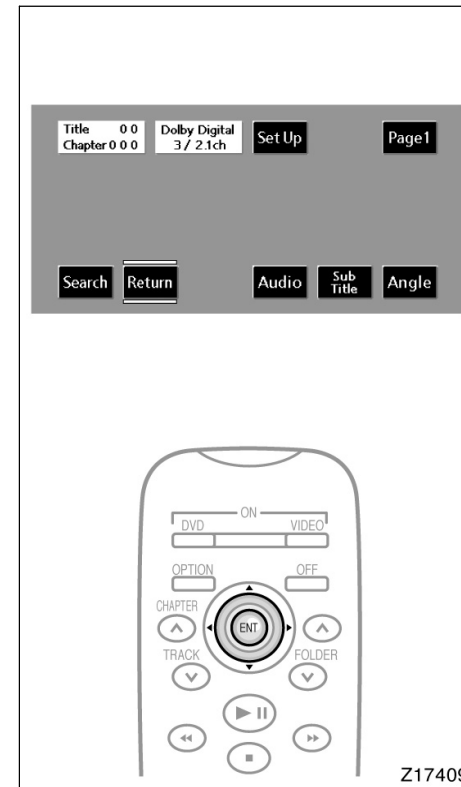 Title 0 0
Chapter 0 0 0
Dolby Digital
3 / 2.1ch
Set Up
Page1
Search
Return
Audio
Sub
Title
Angle
ON
DVD
VIDEO
OPTION
OFF
CHAPTER
ENT
TRACK
FOLDER
Z17409